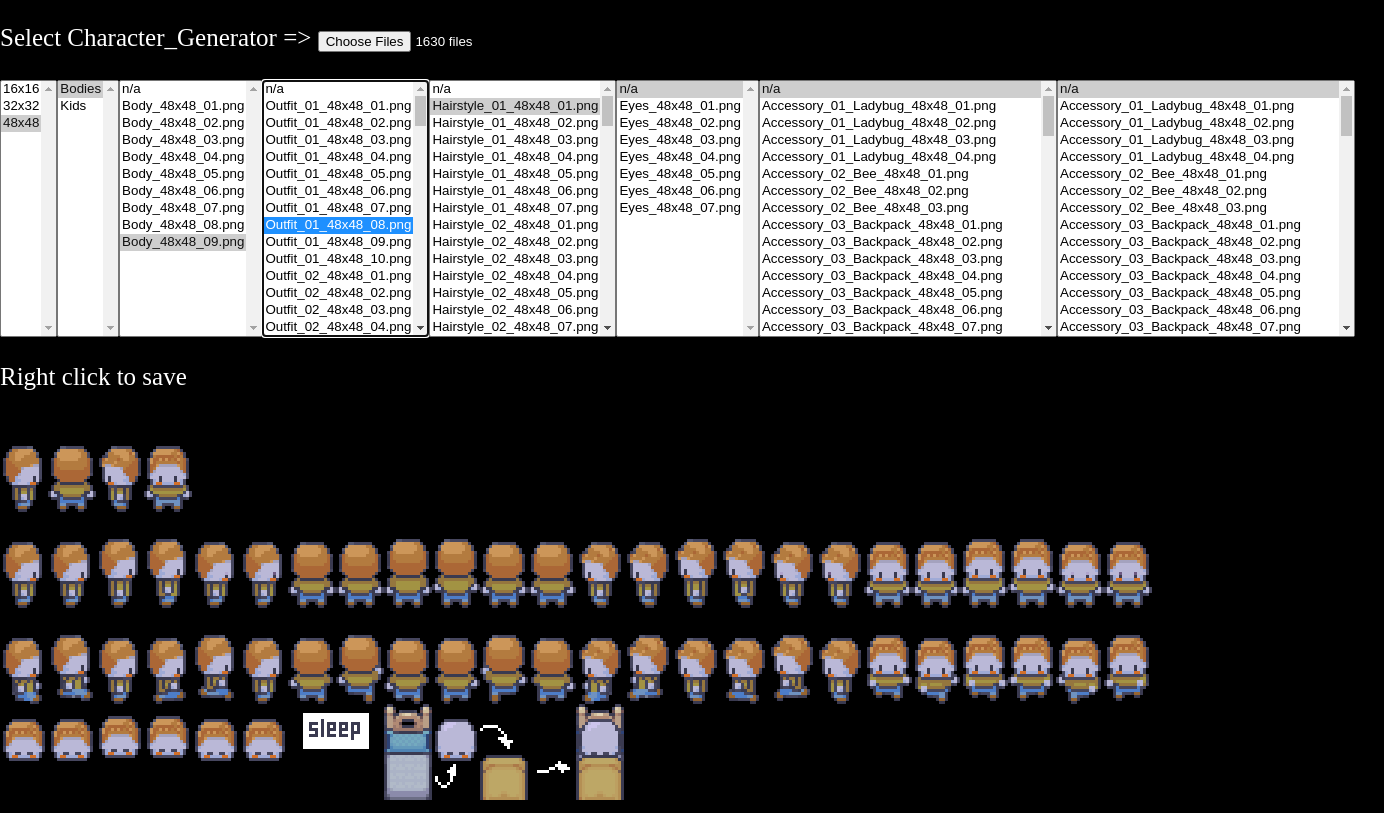 Select Character_Generator => Choose Files 1630 files
16x16
32x32
48x48
Bodies
Kids
n/a
Body_48x48_01.png
Body_48x48_02.png
Body_48x48_03.png
Body_48x48_04.png
Body_48x48_05.png
Body_48x48_06.png
Body_48x48_07.png
Body_48x48_08.png
Body_48x48_09.png
n/a
Outfit_01_48x48_01.png
Outfit_01_48x48_02.png
Outfit_01_48x48_03.png
Outfit_01_48x48_04.png
Outfit_01_48x48_05.png
Outfit_01_48x48_06.png
Outfit_01_48x48_07.png
Outfit_01_48x48_08.png
Outfit_01_48x48_09.png
Outfit_01_48x48_10.png
Outfit_02_48x48_01.png
Outfit_02_48x48_02.png
Outfit_02_48x48_03.png
Outfit_02_48x48_04.png
n/a
Hairstyle_01_48x48_01.png
Hairstyle_01_48x48_02.png
Hairstyle_01_48x48_03.png
Hairstyle_01_48x48_04.png
Hairstyle_01_48x48_05.png
Hairstyle_01_48x48_06.png
Hairstyle_01_48x48_07.png
Hairstyle_02_48x48_01.png
Hairstyle_02_48x48_02.png
Hairstyle_02_48x48_03.png
Hairstyle_02_48x48_04.png
Hairstyle_02_48x48_05.png
Hairstyle_02_48x48_06.png
Hairstyle_02_48x48_07.png
n/a
Eyes_48x48_01.png
Eyes_48x48_02.png
Eyes_48x48_03.png
Eyes_48x48_04.png
Eyes_48x48_05.png
Eyes_48x48_06.png
Eyes_48x48_07.png
n/a
Accessory_01_Ladybug_48x48_01.png
Accessory_01_Ladybug_48x48_02.png
Accessory_01_Ladybug_48x48_03.png
Accessory_01_Ladybug_48x48_04.png
Accessory_02_Bee_48x48_01.png
Accessory_02_Bee_48x48_02.png
Accessory_02_Bee_48x48_03.png
Accessory_03_Backpack_48x48_01.png
Accessory_03_Backpack_48x48_02.png
Accessory_03_Backpack_48x48_03.png
Accessory_03_Backpack_48x48_04.png
Accessory_03_Backpack_48x48_05.png
Accessory_03_Backpack_48x48_06.png
Accessory_03_Backpack_48x48_07.png
n/a
Accessory_01_Ladybug_48x48_01.png
Accessory_01_Ladybug_48x48_02.png
Accessory_01_Ladybug_48x48_03.png
Accessory_01_Ladybug_48x48_04.png
Accessory_02_Bee_48x48_01.png
Accessory_02_Bee_48x48_02.png
Accessory_02_Bee_48x48_03.png
Accessory_03_Backpack_48x48_01.png
Accessory_03_Backpack_48x48_02.png
Accessory_03_Backpack_48x48_03.png
Accessory_03_Backpack_48x48_04.png
Accessory_03_Backpack_48x48_05.png
Accessory_03_Backpack_48x48_06.png
Accessory_03_Backpack_48x48_07.png
Right click to save
sleep